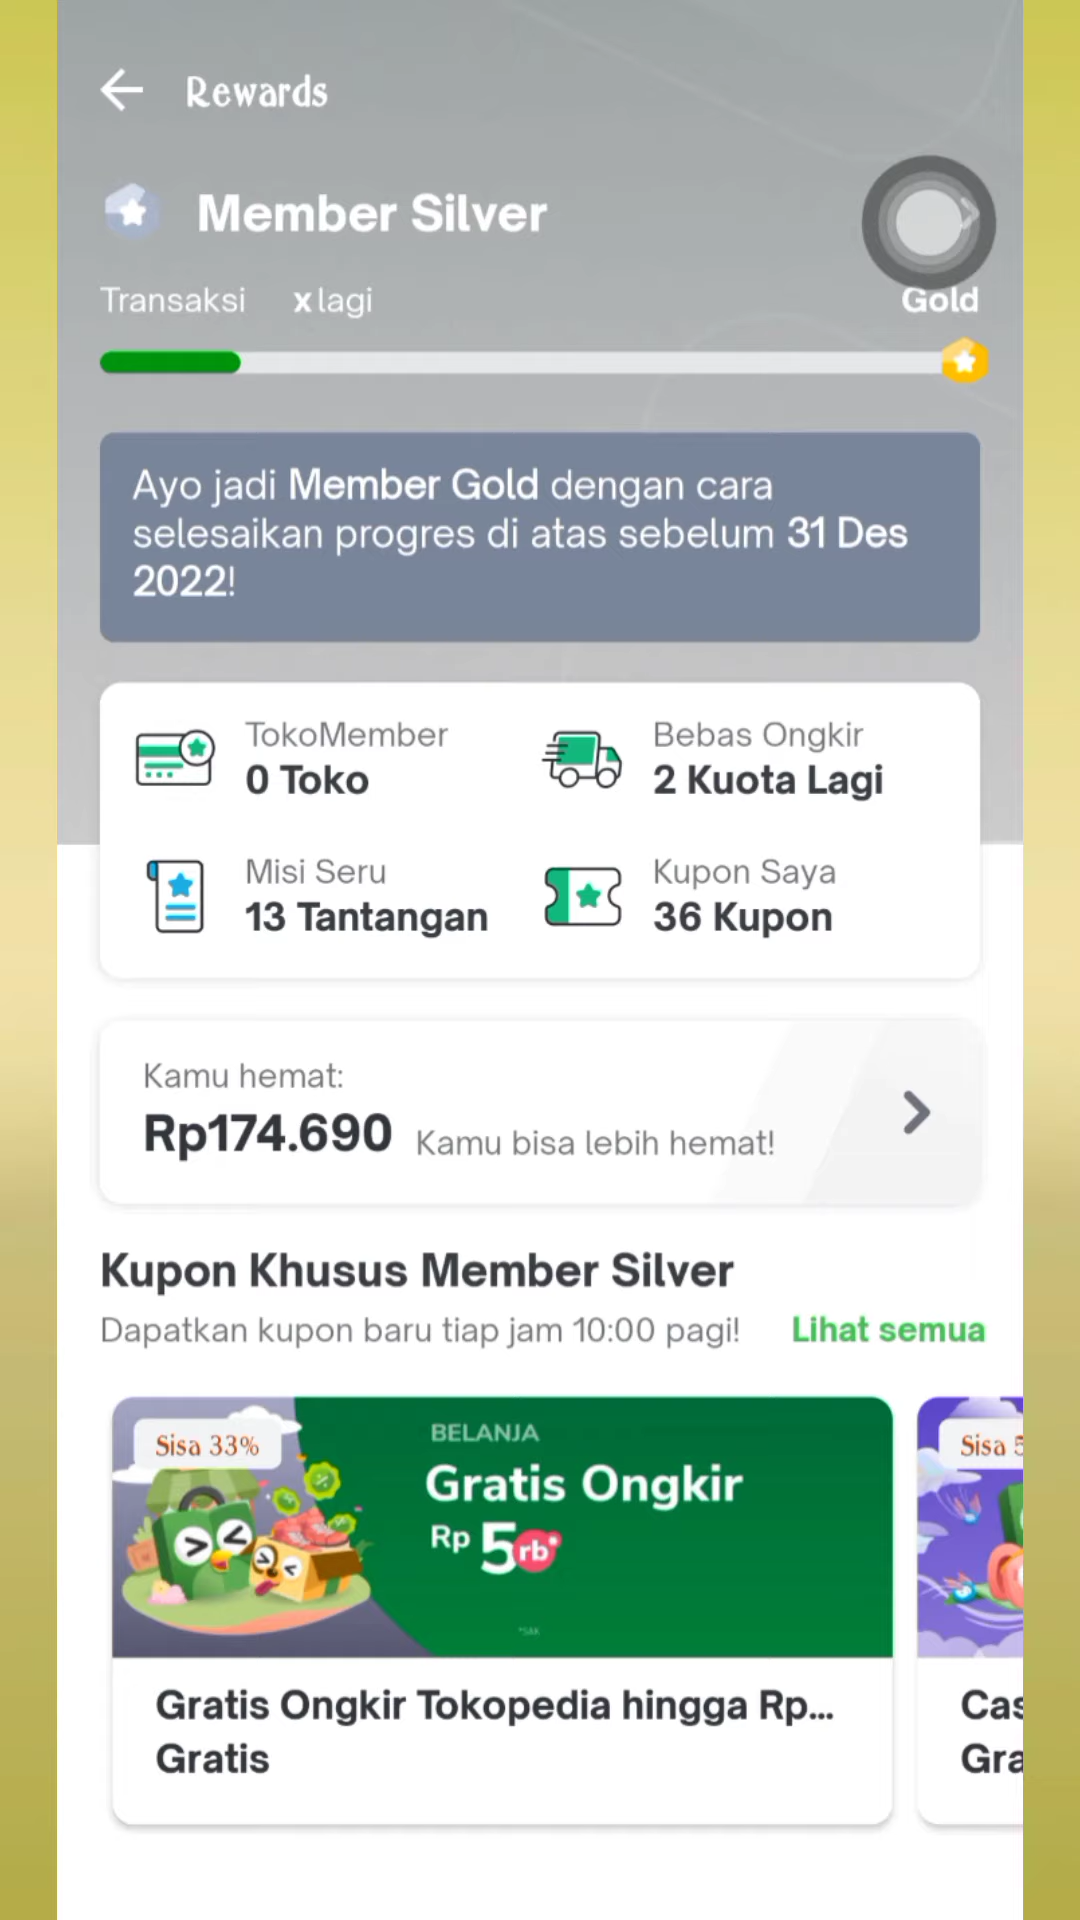 Rewards
Member Silver
Transaksi x lagi
Gold
Ayo jadi Member Gold dengan cara
selesaikan progres di atas sebelum 31 Des
2022!
TokoMember
0 Toko
Bebas Ongkir
2 Kuota Lagi
Misi Seru
13 Tantangan
Kupon Saya
36 Kupon
Kamu hemat:
Rp174.690 Kamu bisa lebih hemat!
Kupon Khusus Member Silver
Dapatkan kupon baru tiap jam 10:00 pagi! Lihat semua
Sisa 33%
BELANJA
Gratis Ongkir
Rp 5rb*
*S&K
Gratis Ongkir Tokopedia hingga Rp...
Gratis
Sisa 5
Cas
Gra